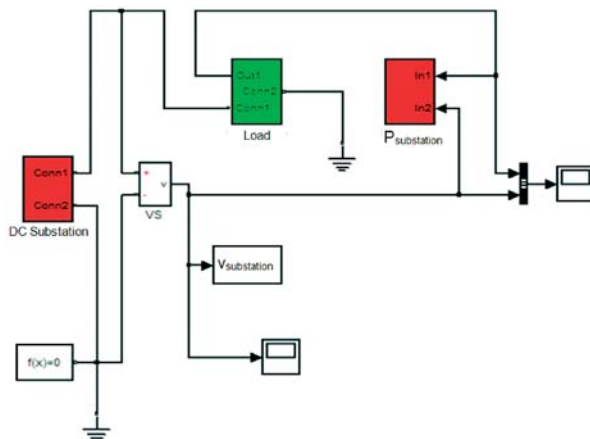 Out1
Conn2
Conn1
Load
In1
In2
Psubstation
Conn1
Conn2
DC Substation
+
v
-
VS
Vsubstation
f(x)=0